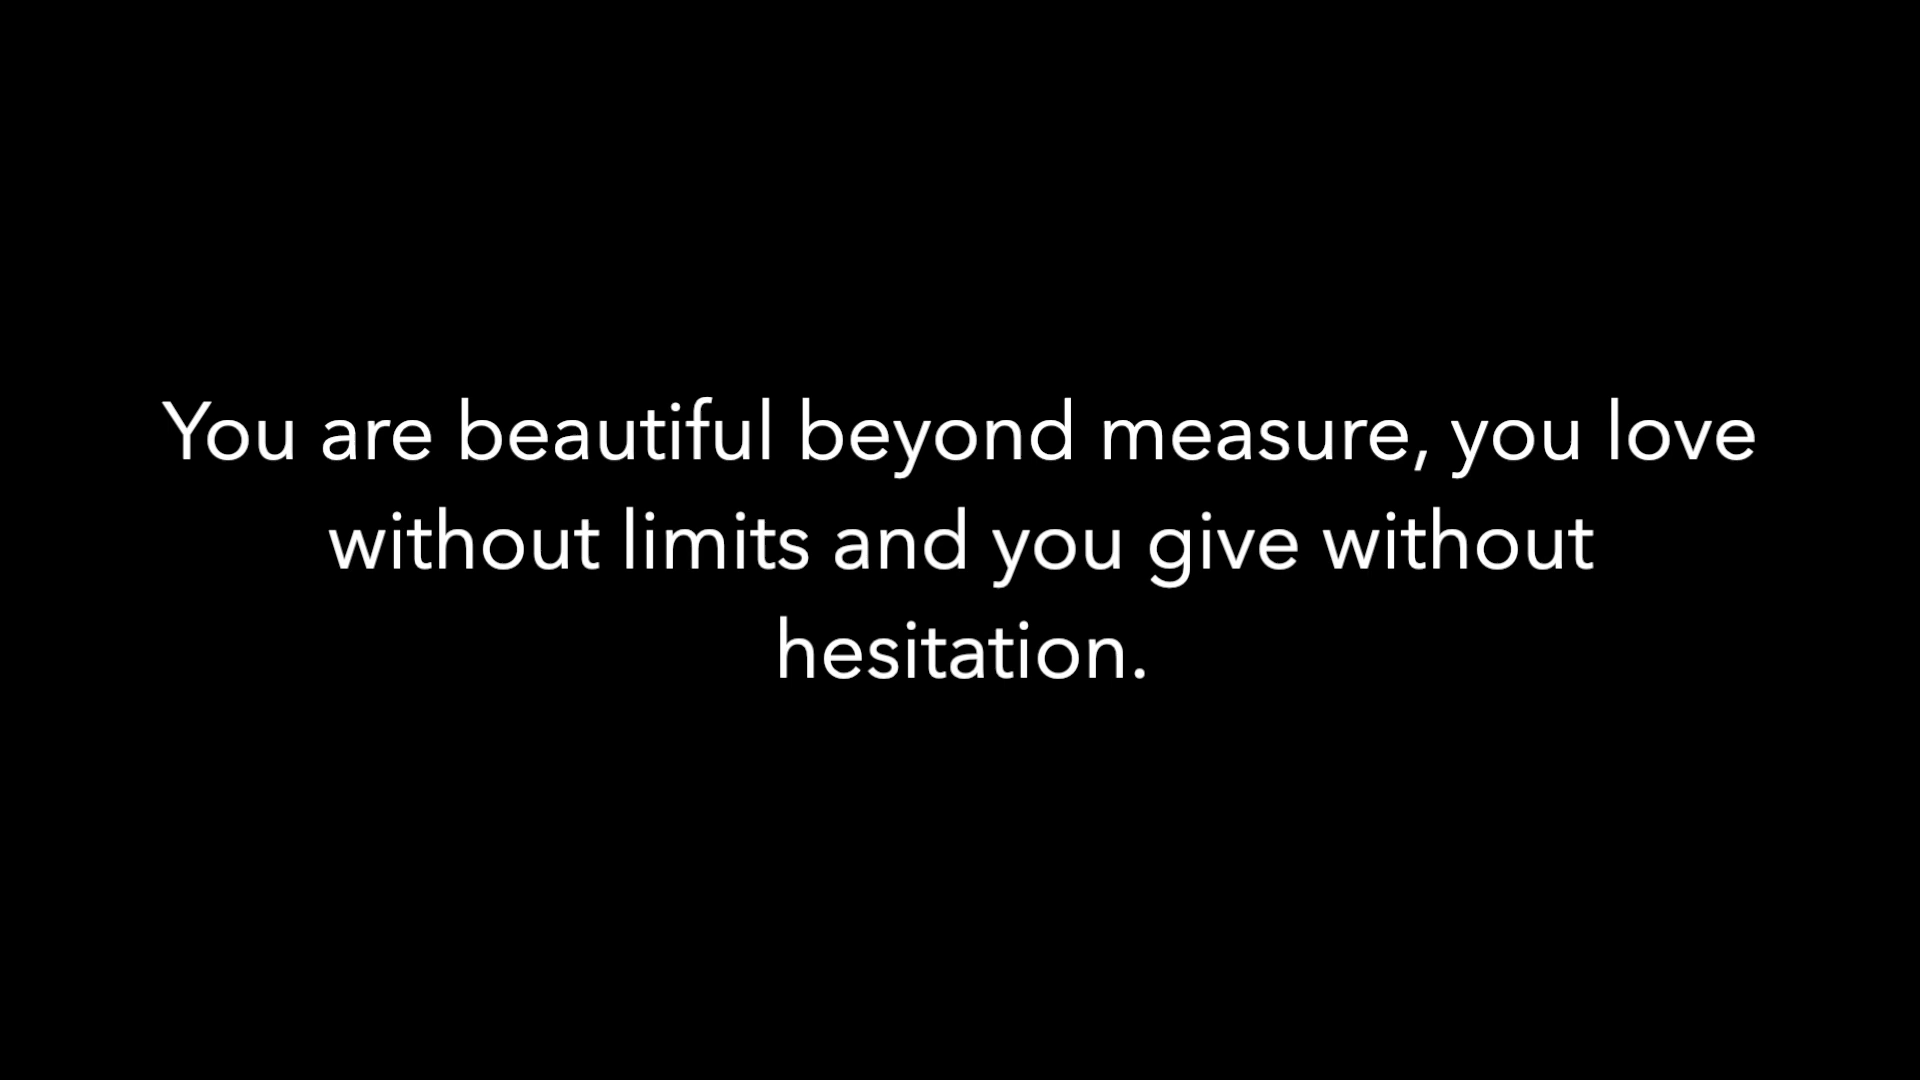 You are beautiful beyond measure, you love
without limits and you give without
hesitation.